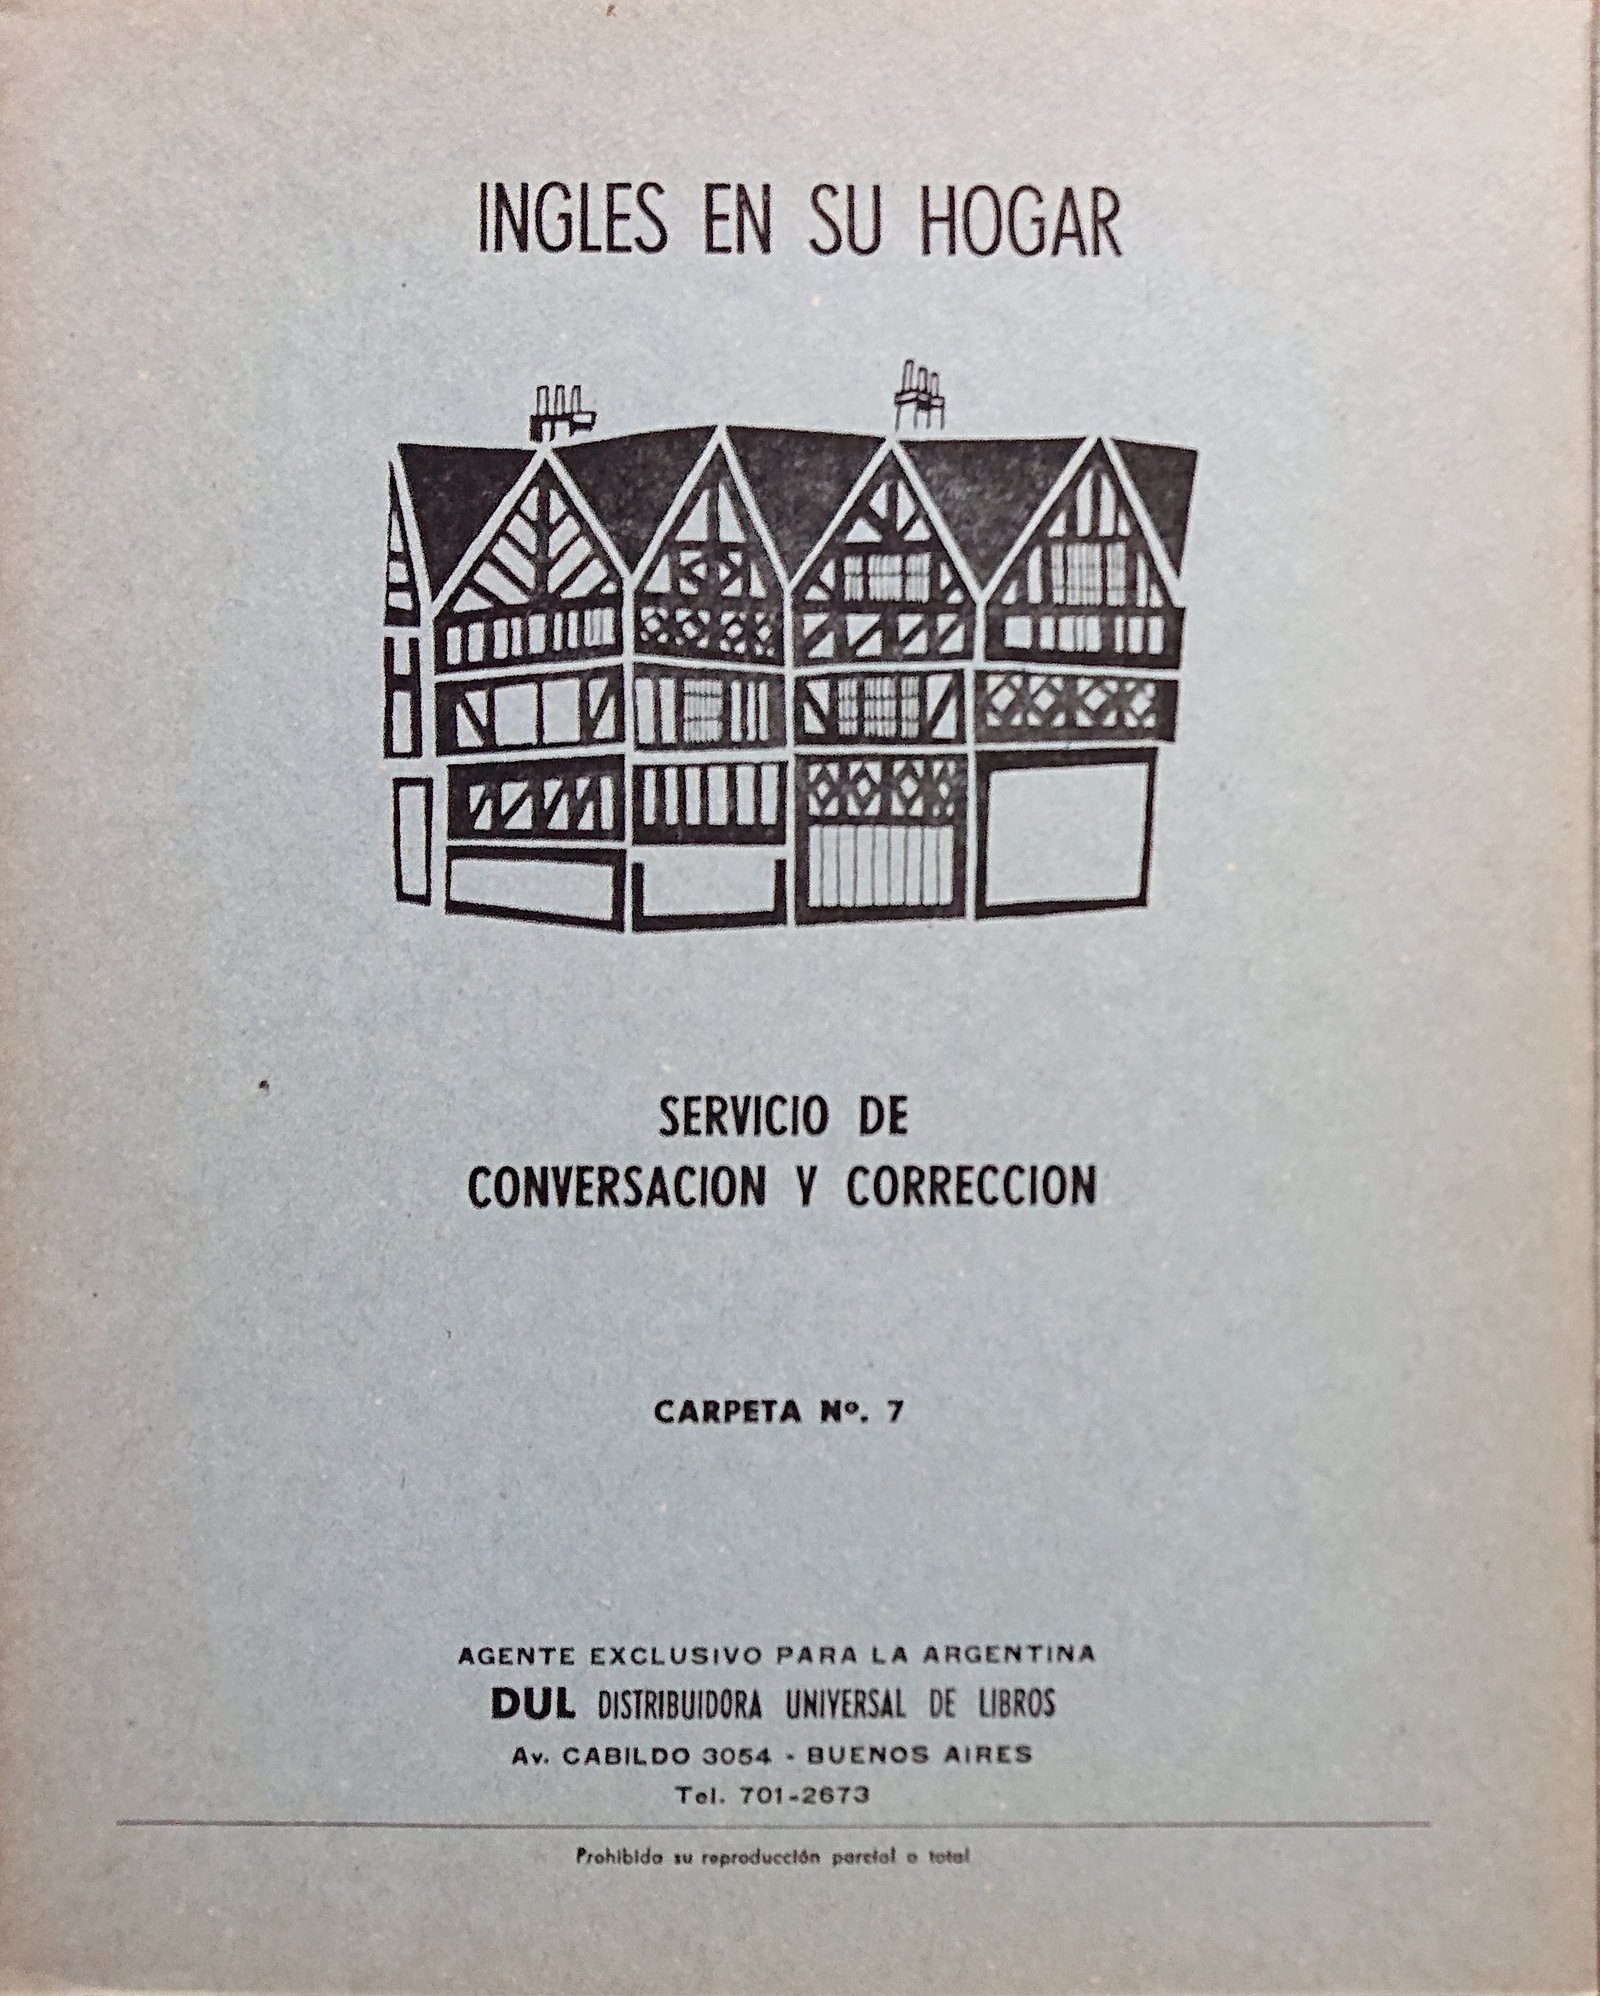 INGLES EN SU HOGAR
SERVICIO DE
CONVERSACION Y CORRECCION
CARPETA Nº. 7
AGENTE EXCLUSIVO PARA LA ARGENTINA
DUL DISTRIBUIDORA UNIVERSAL DE LIBROS
Av. CABILDO 3054 - BUENOS AIRES
Tel. 701-2673
Prohibida su reproducción parcial o total